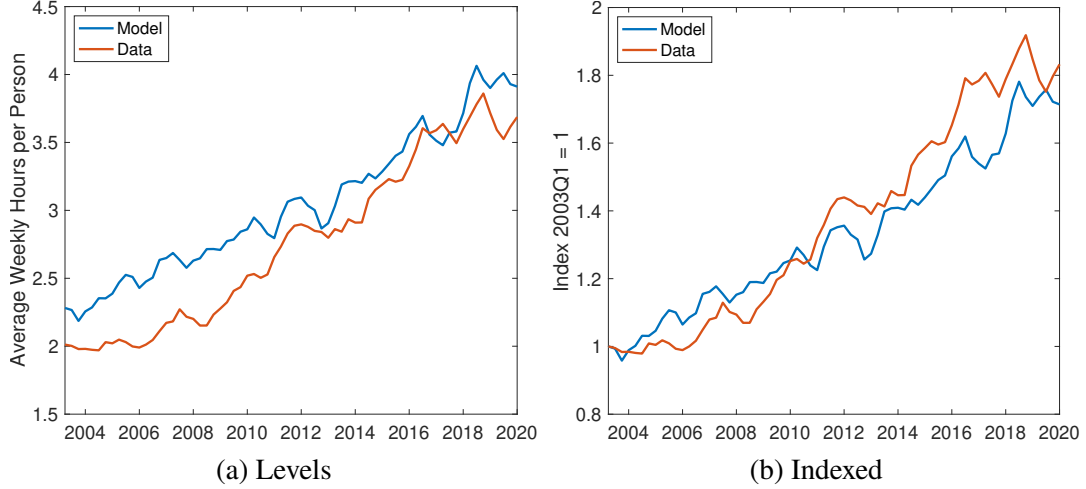 Average Weekly Hours per Person
4.5
4
3.5
3
2.5
2
1.5
Model
Data
2004 2006 2008 2010 2012 2014 2016 2018 2020
(a) Levels
Index 2003Q1 = 1
2
1.8
1.6
1.4
1.2
1
0.8
Model
Data
2004 2006 2008 2010 2012 2014 2016 2018 2020
(b) Indexed